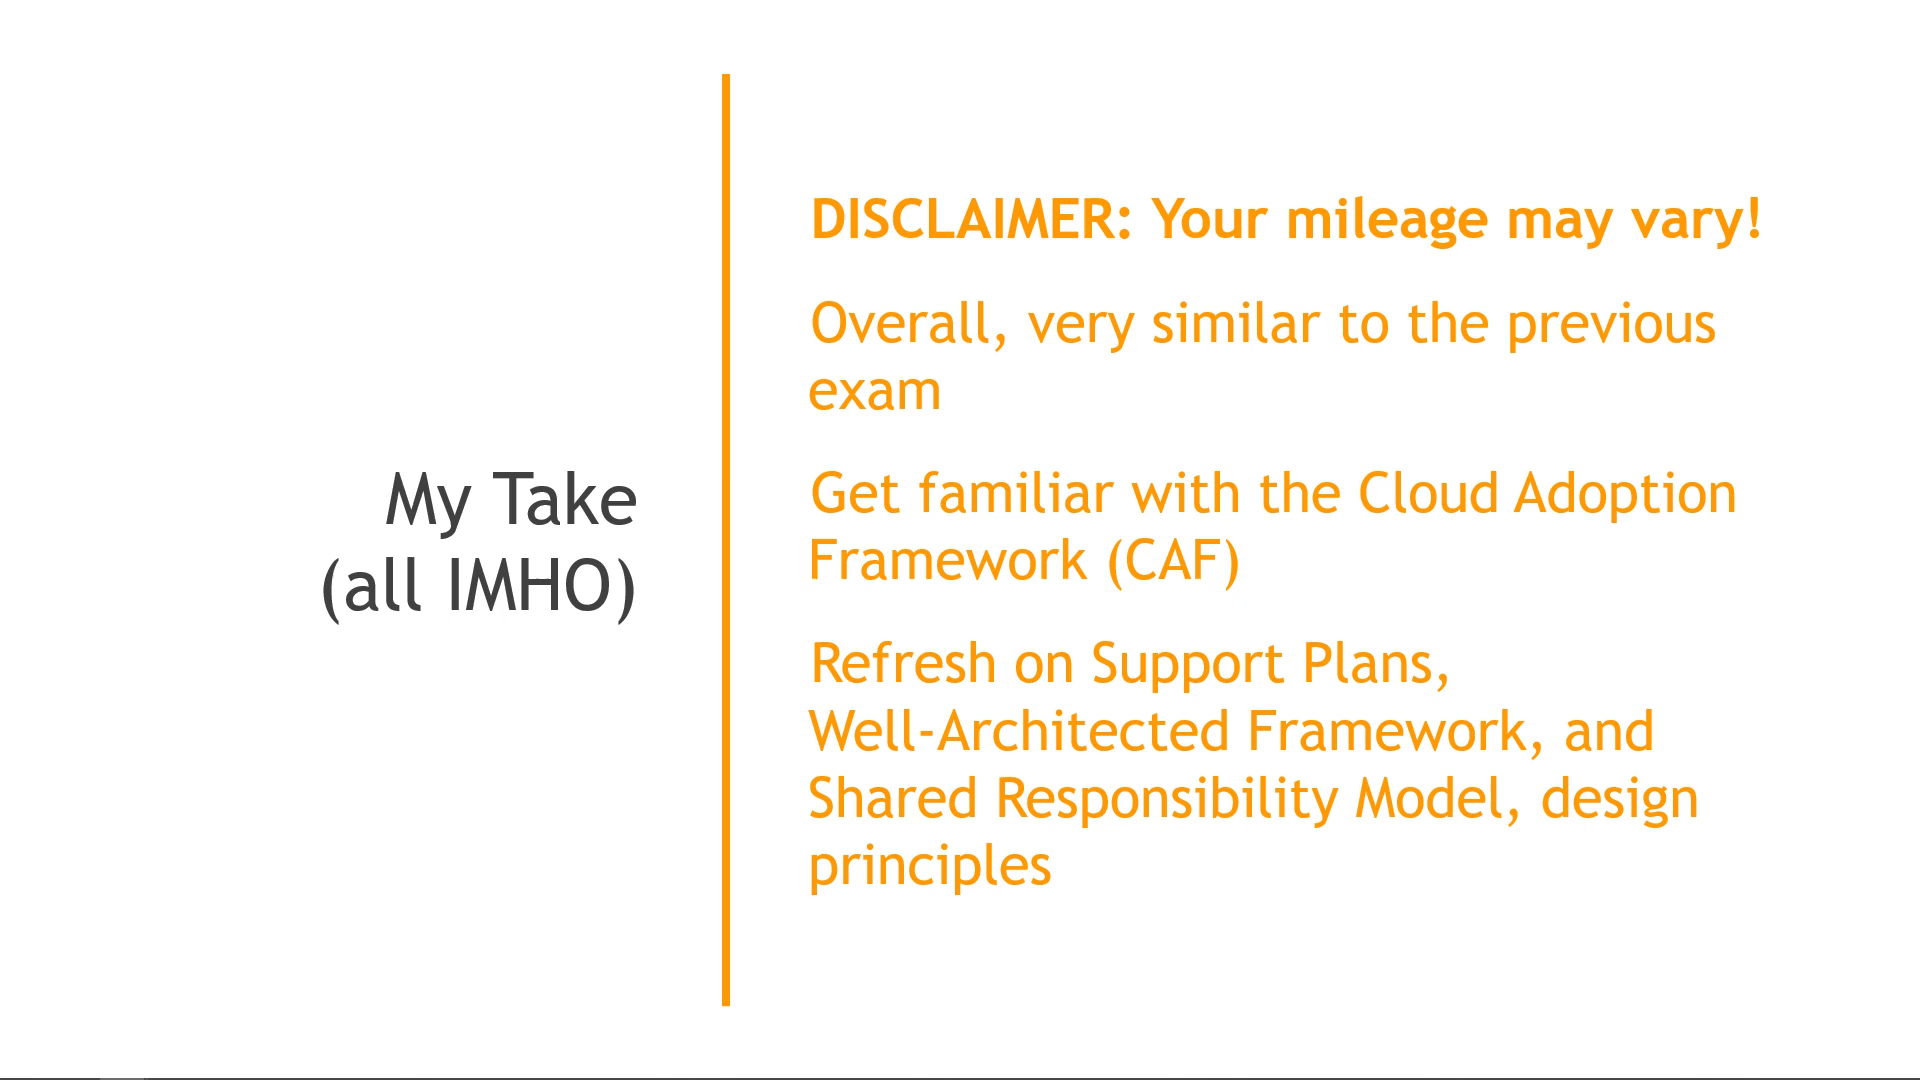 My Take
(all IMHO)
DISCLAIMER: Your mileage may vary!
Overall, very similar to the previous
exam
Get familiar with the Cloud Adoption
Framework (CAF)
Refresh on Support Plans,
Well-Architected Framework, and
Shared Responsibility Model, design
principles